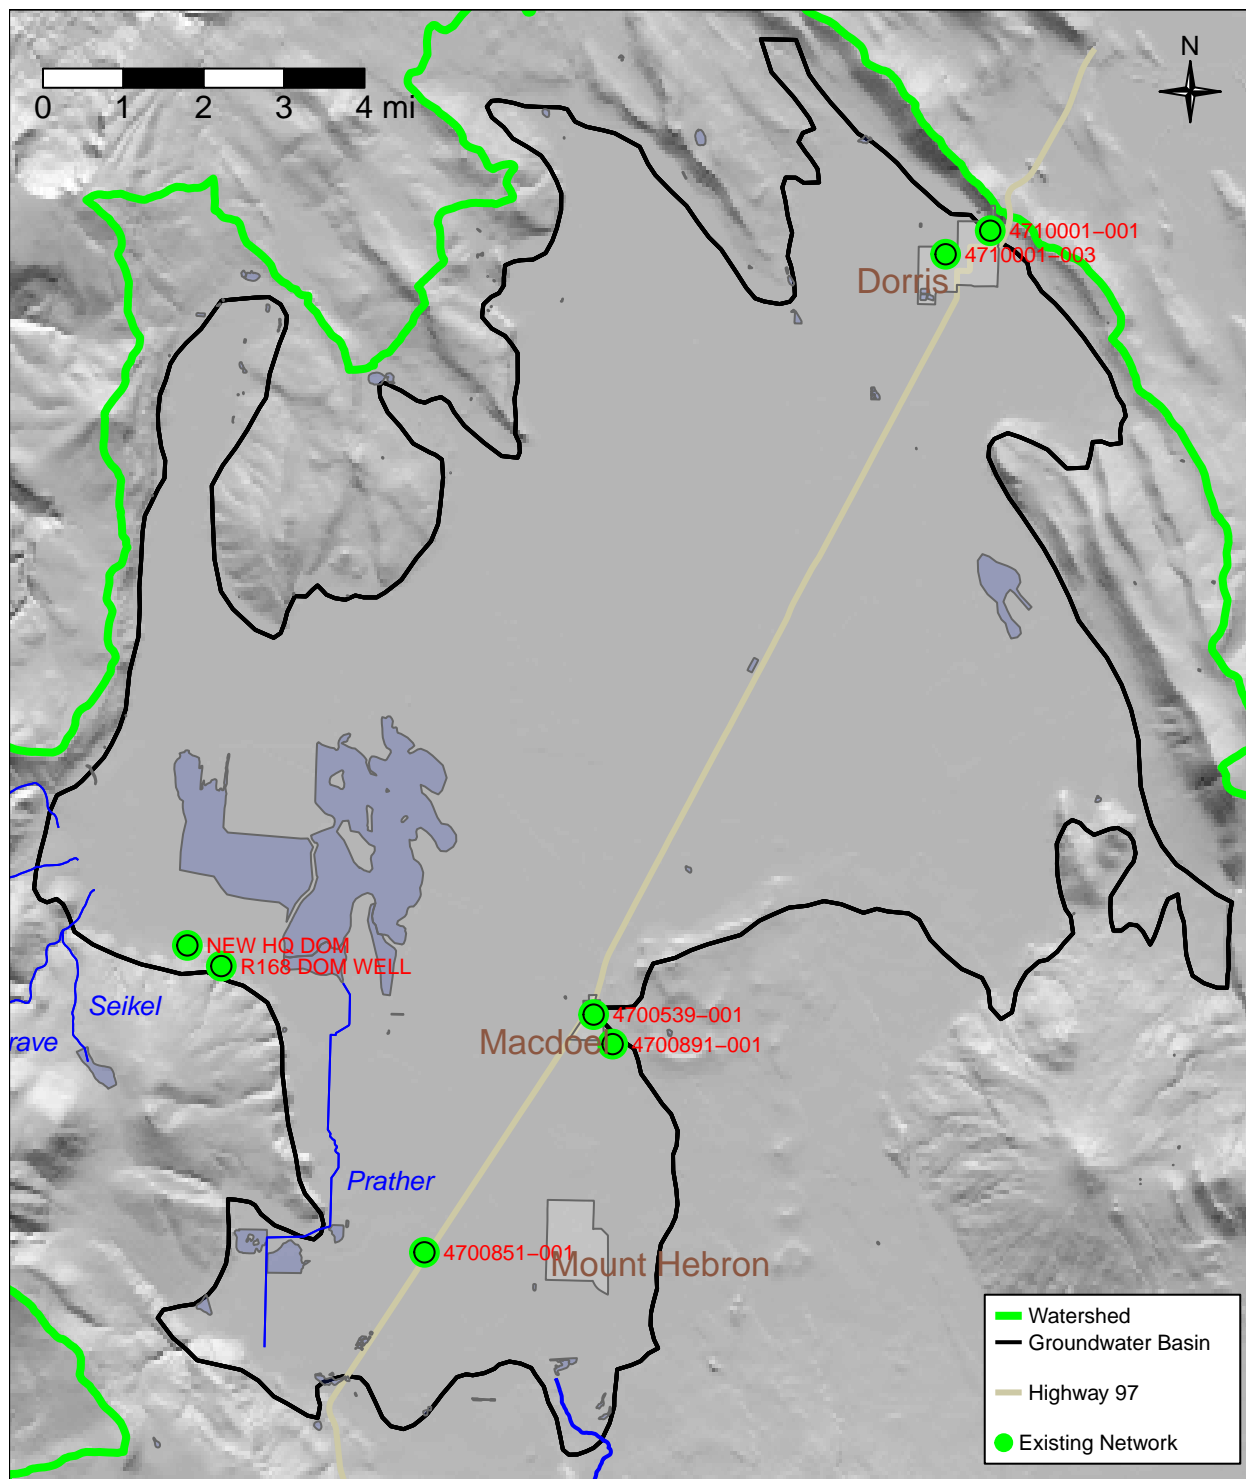 N
0 1 2 3 4 mi
4710001–001
4710001–003
Dorris
NEW HQ DOM
R168 DOM WELL
Seikel
rave
4700539–001
Macdoel
4700891–001
Prather
4700851–001
Mount Hebron
Watershed
Groundwater Basin
Highway 97
Existing Network